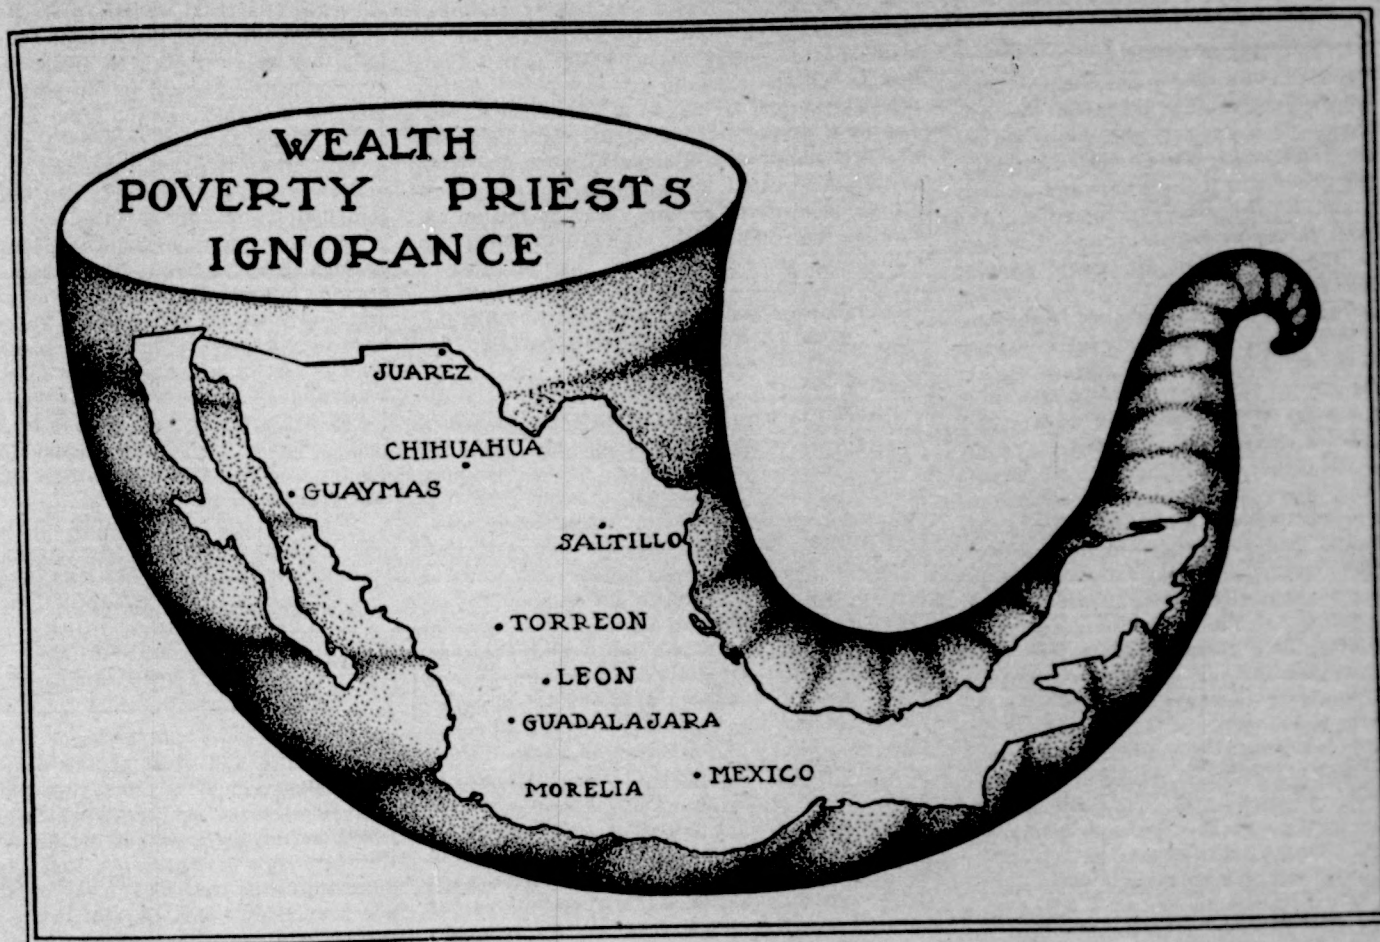 WEALTH
POVERTY PRIESTS
IGNORANCE
JUAREZ
CHIHUAHUA
GUAYMAS
SALTILLO
TORREON
LEON
GUADALAJARA
MORELIA
MEXICO